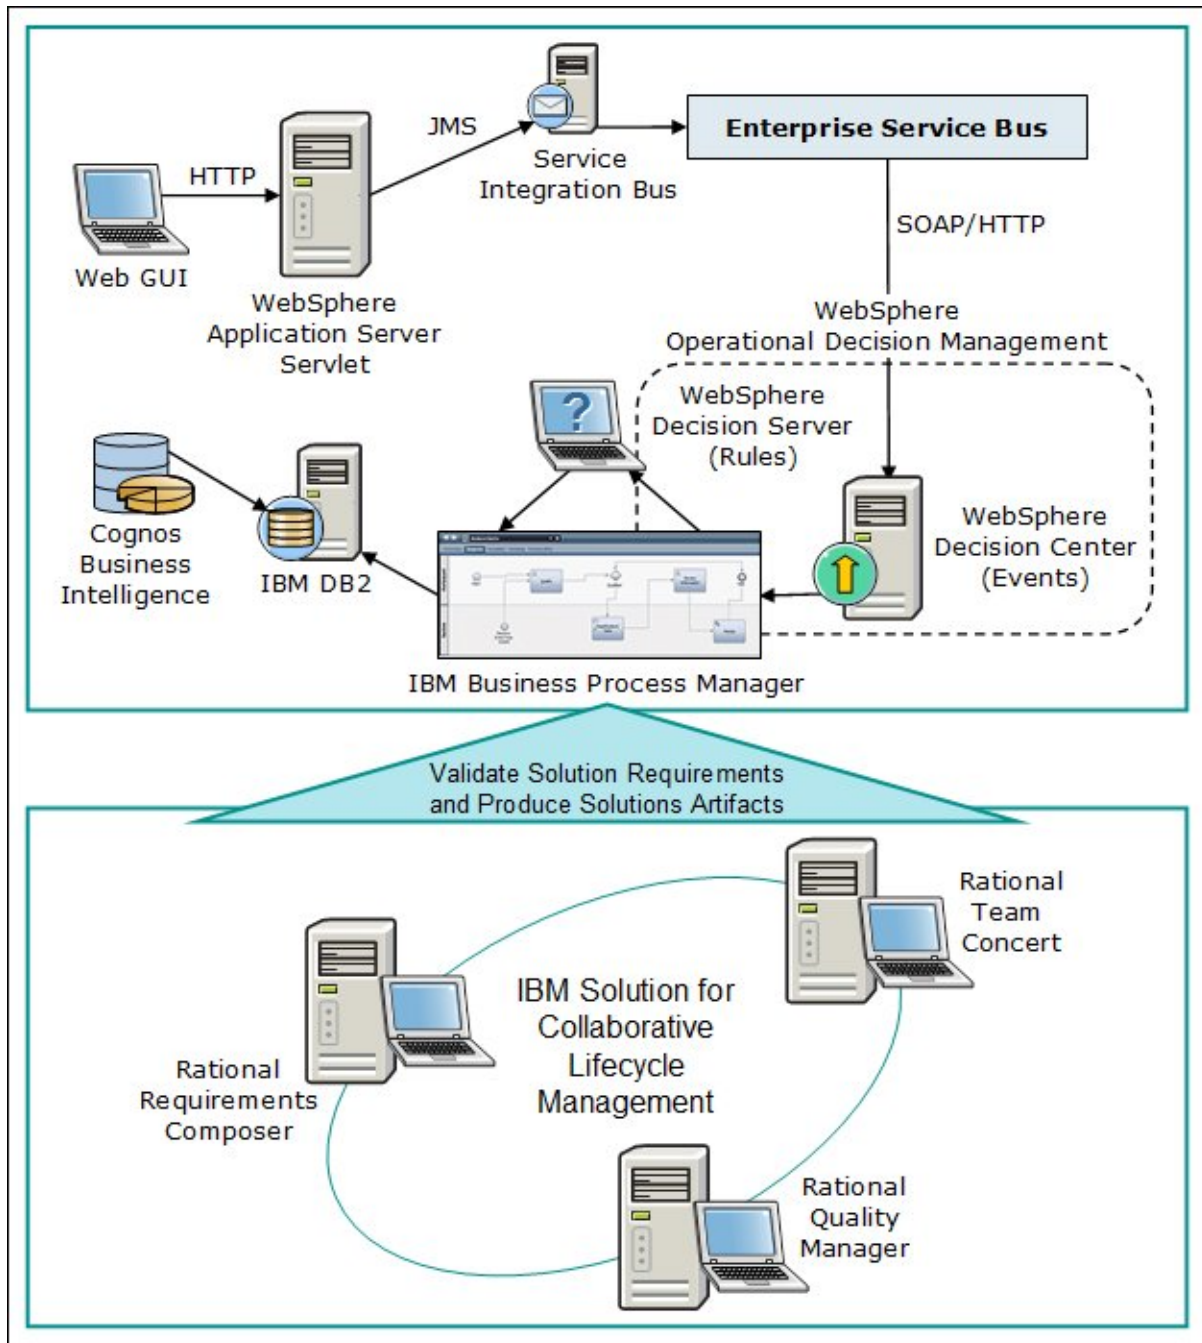 HTTP
Web GUI
WebSphere
Application Server
Servlet
JMS
Service
Integration Bus
Enterprise Service Bus
SOAP/HTTP
WebSphere
Operational Decision Management
WebSphere
Decision Server
(Rules)
?
WebSphere
Decision Center
(Events)
Cognos
Business
Intelligence
IBM DB2
IBM Business Process Manager
Validate Solution Requirements
and Produce Solutions Artifacts
Rational
Team
Concert
IBM Solution for
Collaborative
Lifecycle
Management
Rational
Requirements
Composer
Rational
Quality
Manager